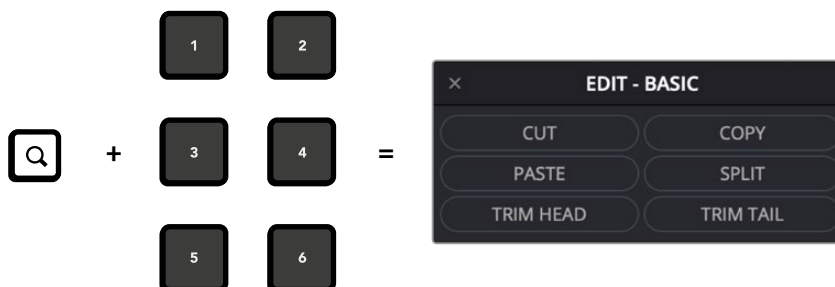 1 2
× EDIT - BASIC
CUT COPY
+ 3 4 =
PASTE SPLIT
TRIM HEAD TRIM TAIL
5 6